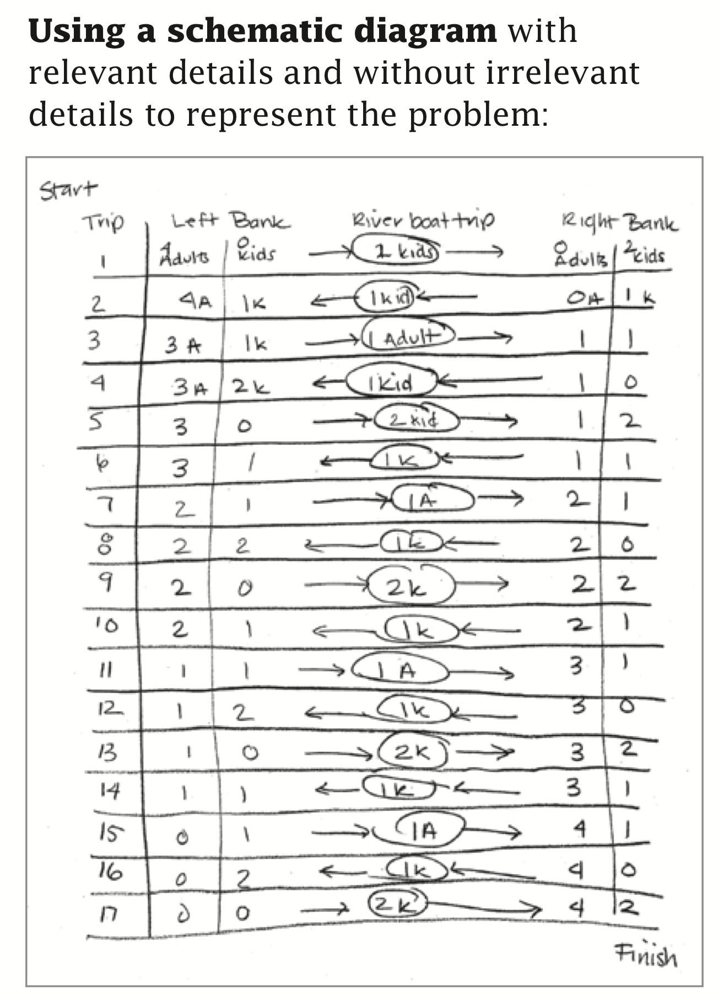 Using a schematic diagram with
relevant details and without irrelevant
details to represent the problem:
Start
Trip Left Bank River boat trip Right Bank
1 4 Adults 0 kids 2 kids 0 Adults 2 kids
2 4A 1K 1kid 0A 1 K
3 3 A 1k 1 Adult 1 1
4 3A 2k 1Kid 1 0
5 3 0 2 kid 1 2
6 3 1 1K 1 1
7 2 1 1A 2 1
8 2 2 1k 2 0
9 2 0 2k 2 2
10 2 1 1k 2 1
11 1 1 1 A 3 1
12 1 2 1k 3 0
13 1 0 2K 3 2
14 1 1 1K 3 1
15 0 1 1A 4 1
16 0 2 1k 4 0
17 0 0 2K 4 2
Finish